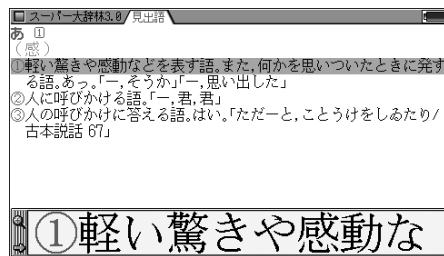 スーパー大辞林3.0/見出語
あ ①
（感）
①軽い驚きや感動などを表す語。また,何かを思いついたときに発す
る語。あっ。「―,そうか」「―,思い出した」
②人に呼びかける語。「―,君,君」
③人の呼びかけに答える語。はい。「ただ―と,ことうけをしゐたり/
古本説話 67」
①軽い驚きや感動な